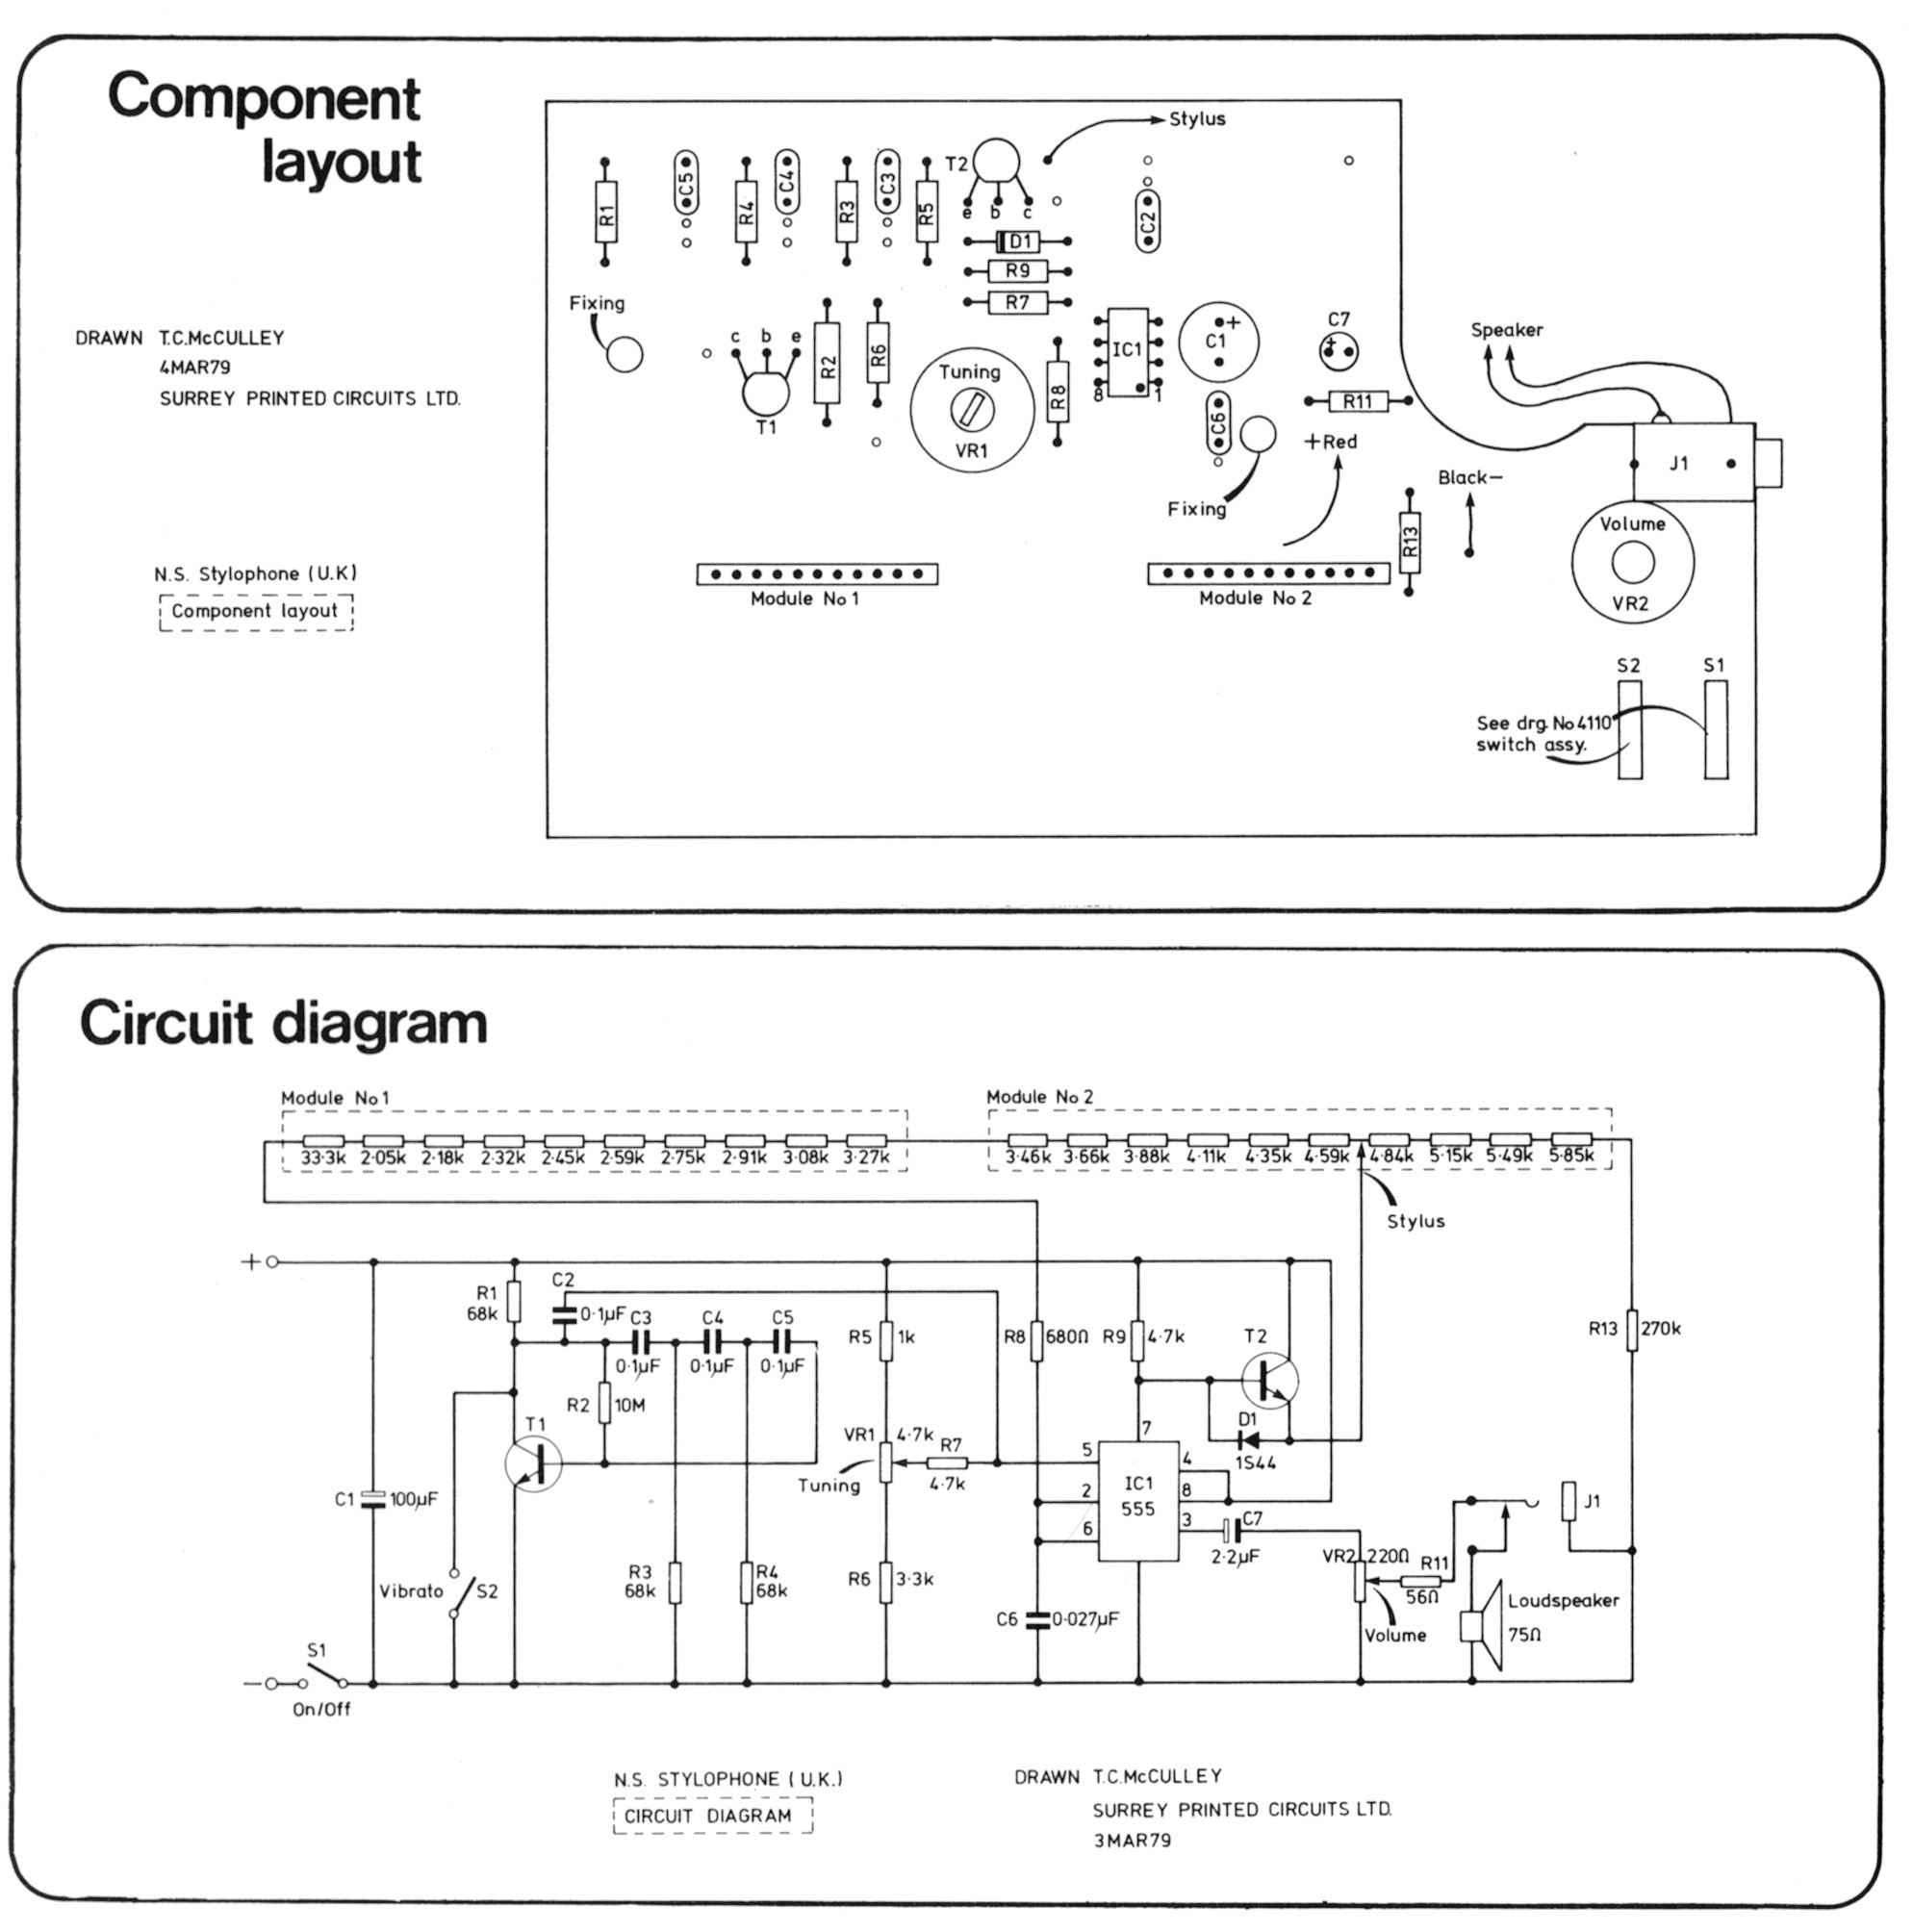 Component
layout
DRAWN T.C.McCULLEY
4MAR79
SURREY PRINTED CIRCUITS LTD.
N.S. Stylophone (U.K)
Component layout
Stylus
T2
e b c
R1
C5
R4
C4
R3
C3
R5
C2
D1
R9
R7
Fixing
c b e
T1
R2
R6
Tuning
VR1
R8
IC1
8 1
+
C1
C7
+
C6
R11
Fixing
+Red
Speaker
J1
Black–
R13
Volume
VR2
Module No 1
Module No 2
S2 S1
See drg. No 4110
switch assy.
Circuit diagram
Module No 1
33·3k 2·05k 2·18k 2·32k 2·45k 2·59k 2·75k 2·91k 3·08k 3·27k
Module No 2
3·46k 3·66k 3·88k 4·11k 4·35k 4·59k 4·84k 5·15k 5·49k 5·85k
Stylus
+
R1
68k
C2
0·1µF
C3
0·1µF
C4
0·1µF
C5
0·1µF
R2 10M
T1
C1 100µF
Vibrato S2
R3
68k
R4
68k
R5 1k
VR1 4·7k
Tuning
R7
4·7k
R6 3·3k
R8 680Ω
R9 4·7k
T2
D1
1S44
7
5
2
6
IC1
555
4
8
3
C7
2·2µF
C6 0·027µF
VR2 220Ω
Volume
R11
56Ω
J1
Loudspeaker
75Ω
R13 270k
–
S1
On/Off
N.S. STYLOPHONE (U.K.)
CIRCUIT DIAGRAM
DRAWN T.C.McCULLEY
SURREY PRINTED CIRCUITS LTD.
3MAR79